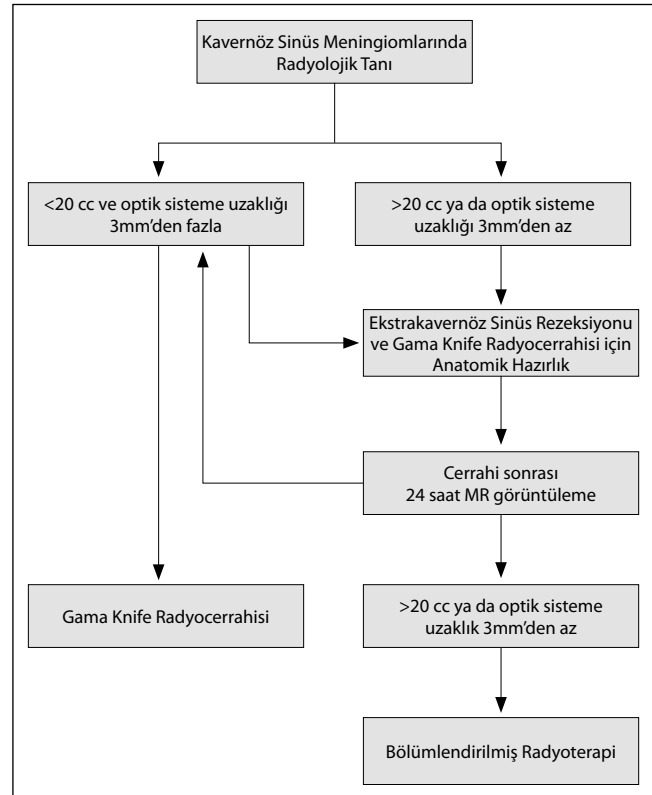 Kavernöz Sinüs Meningiomlarında
Radyolojik Tanı
<20 cc ve optik sisteme uzaklığı
3mm'den fazla
>20 cc ya da optik sisteme
uzaklığı 3mm'den az
Ekstrakavernöz Sinüs Rezeksiyonu
ve Gama Knife Radyocerrahisi için
Anatomik Hazırlık
Cerrahi sonrası
24 saat MR görüntüleme
Gama Knife Radyocerrahisi
>20 cc ya da optik sisteme
uzaklık 3mm'den az
Bölümlendirilmiş Radyoterapi